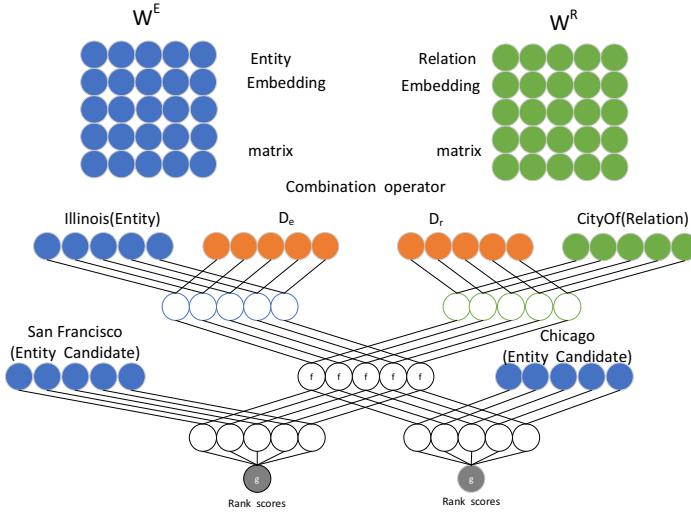 W^E
W^R
Entity
Embedding
matrix
Relation
Embedding
matrix
Combination operator
Illinois(Entity)
D_e
D_r
CityOf(Relation)
San Francisco
(Entity Candidate)
Chicago
(Entity Candidate)
f f f f f
g
g
Rank scores
Rank scores